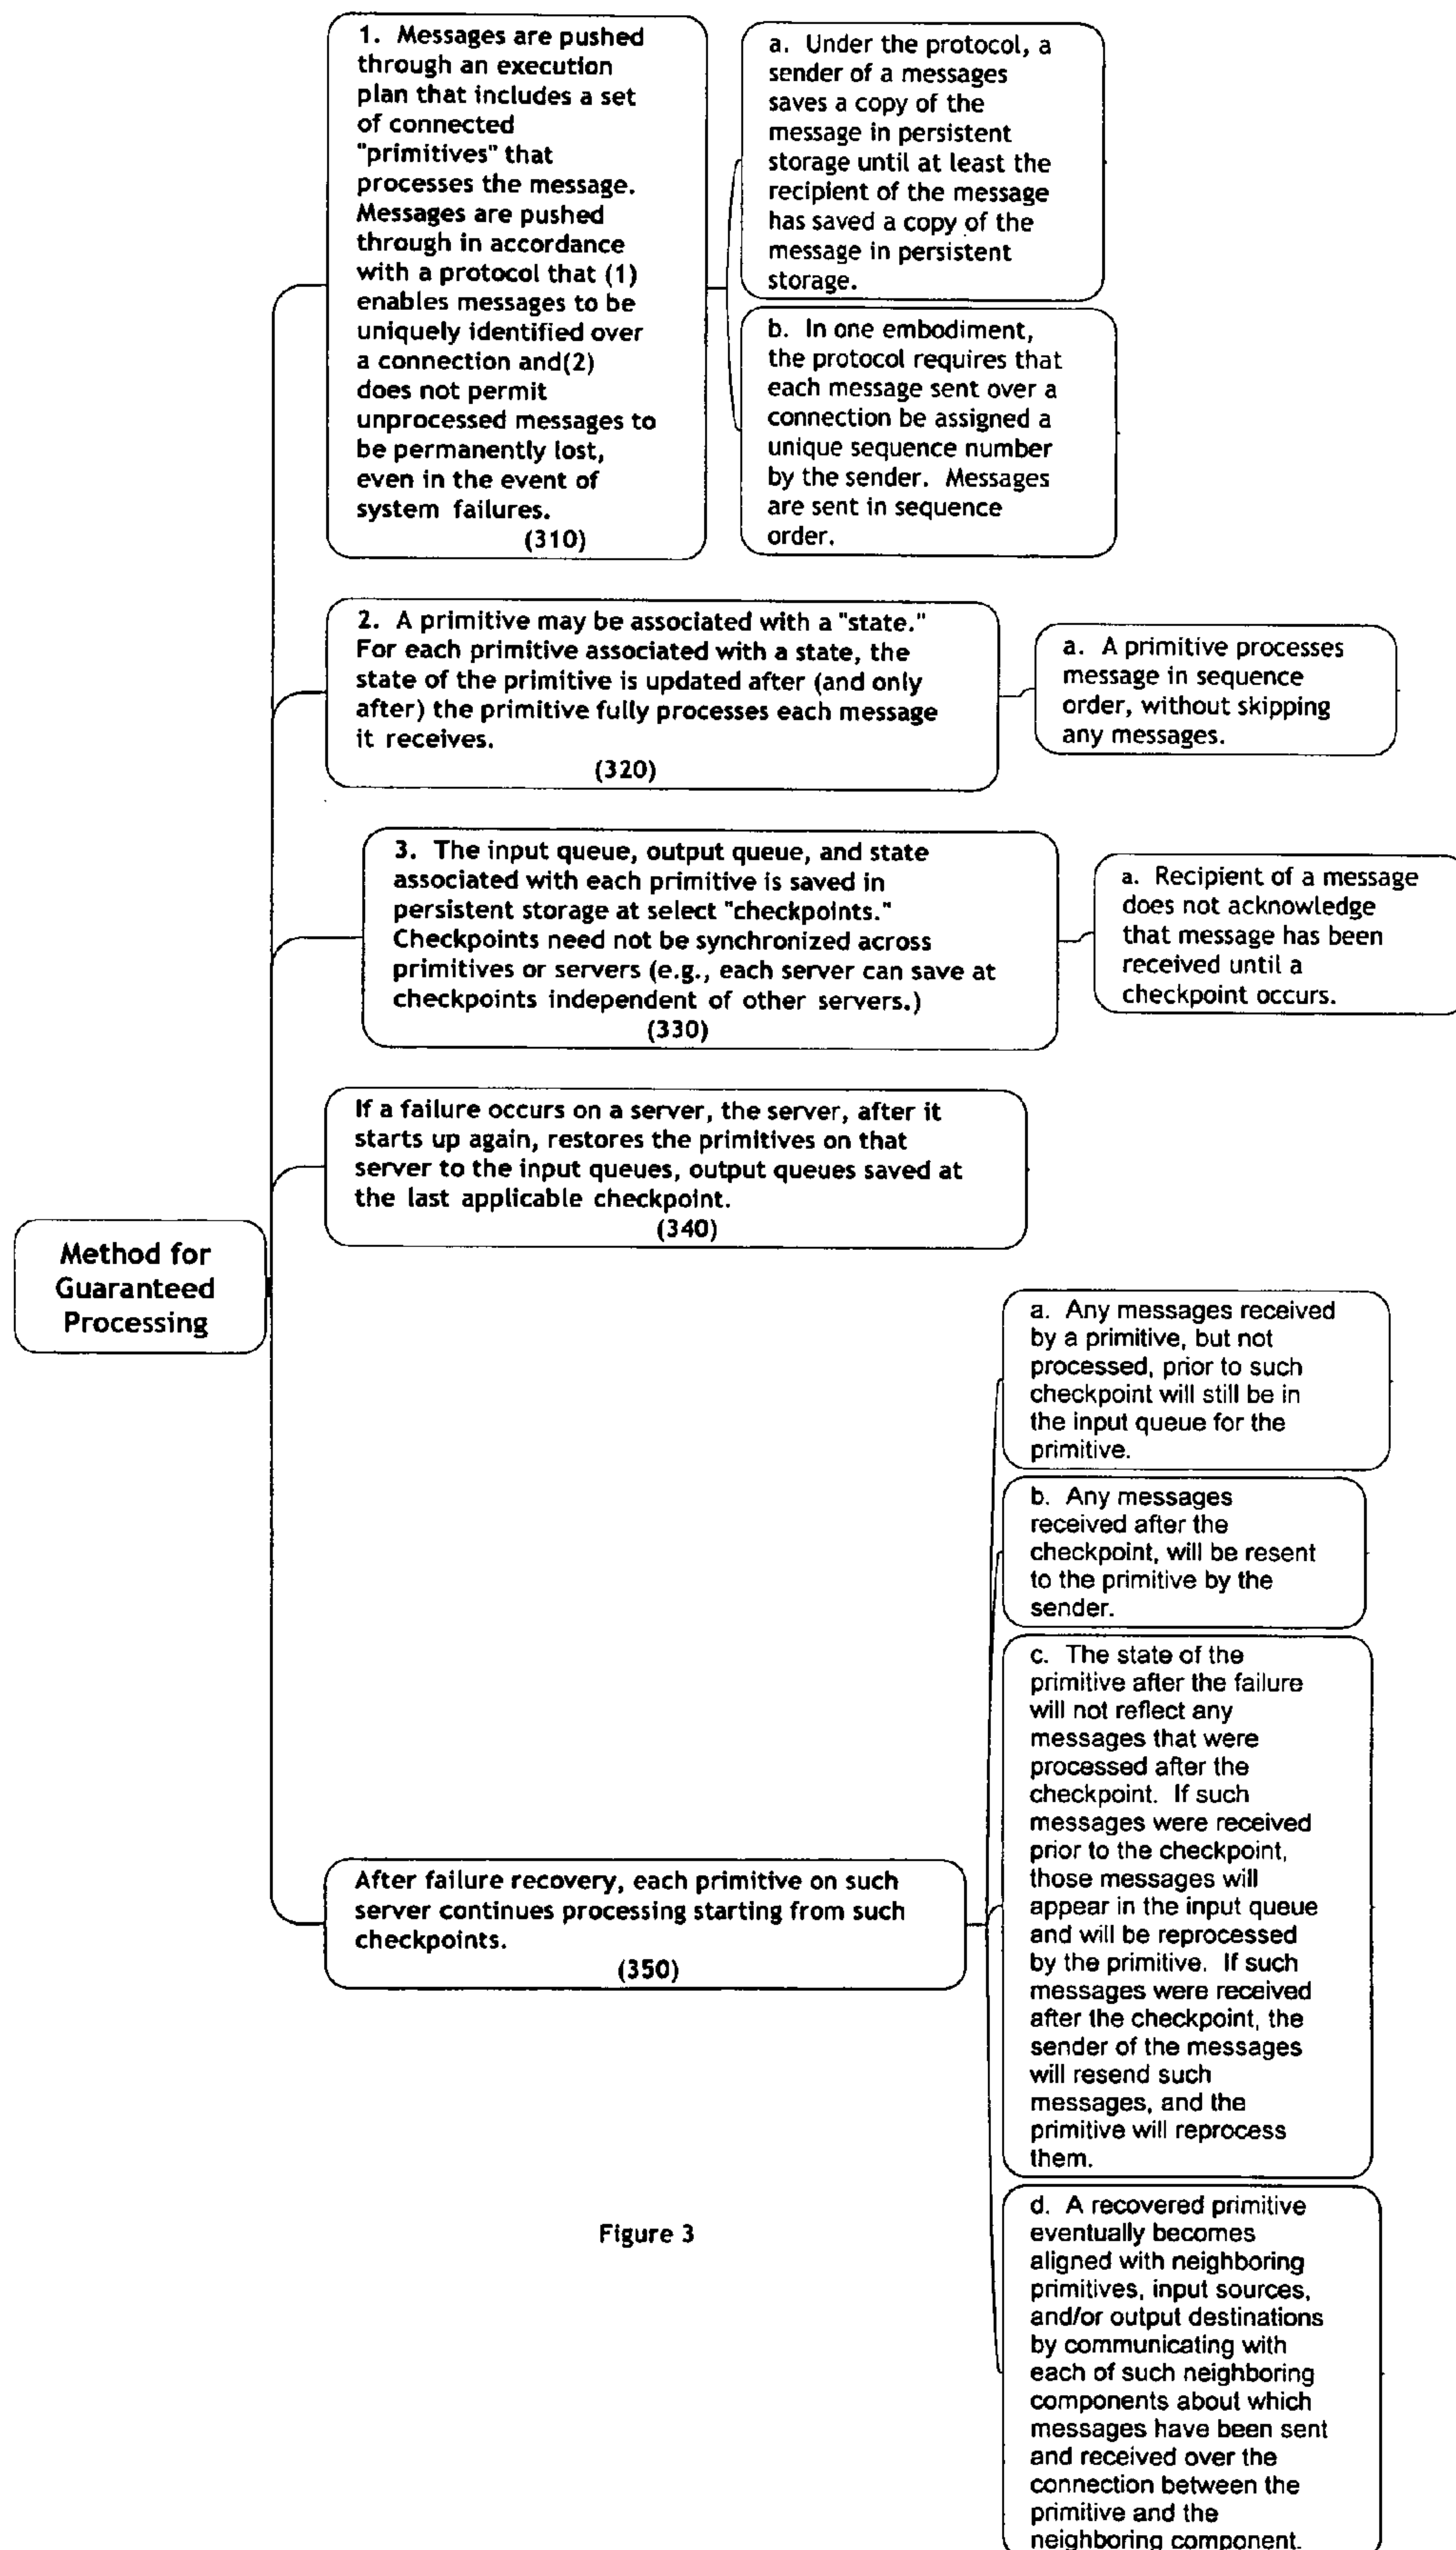 Method for
Guaranteed
Processing
1. Messages are pushed
through an execution
plan that includes a set
of connected
"primitives" that
processes the message.
Messages are pushed
through in accordance
with a protocol that (1)
enables messages to be
uniquely identified over
a connection and(2)
does not permit
unprocessed messages to
be permanently lost,
even in the event of
system failures.
(310)
a. Under the protocol, a
sender of a messages
saves a copy of the
message in persistent
storage until at least the
recipient of the message
has saved a copy of the
message in persistent
storage.
b. In one embodiment,
the protocol requires that
each message sent over a
connection be assigned a
unique sequence number
by the sender. Messages
are sent in sequence
order.
2. A primitive may be associated with a "state."
For each primitive associated with a state, the
state of the primitive is updated after (and only
after) the primitive fully processes each message
it receives.
(320)
a. A primitive processes
message in sequence
order, without skipping
any messages.
3. The input queue, output queue, and state
associated with each primitive is saved in
persistent storage at select "checkpoints."
Checkpoints need not be synchronized across
primitives or servers (e.g., each server can save at
checkpoints independent of other servers.)
(330)
a. Recipient of a message
does not acknowledge
that message has been
received until a
checkpoint occurs.
If a failure occurs on a server, the server, after it
starts up again, restores the primitives on that
server to the input queues, output queues saved at
the last applicable checkpoint.
(340)
After failure recovery, each primitive on such
server continues processing starting from such
checkpoints.
(350)
a. Any messages received
by a primitive, but not
processed, prior to such
checkpoint will still be in
the input queue for the
primitive.
b. Any messages
received after the
checkpoint, will be resent
to the primitive by the
sender.
c. The state of the
primitive after the failure
will not reflect any
messages that were
processed after the
checkpoint. If such
messages were received
prior to the checkpoint,
those messages will
appear in the input queue
and will be reprocessed
by the primitive. If such
messages were received
after the checkpoint, the
sender of the messages
will resend such
messages, and the
primitive will reprocess
them.
d. A recovered primitive
eventually becomes
aligned with neighboring
primitives, input sources,
and/or output destinations
by communicating with
each of such neighboring
components about which
messages have been sent
and received over the
connection between the
primitive and the
neighboring component.
Figure 3